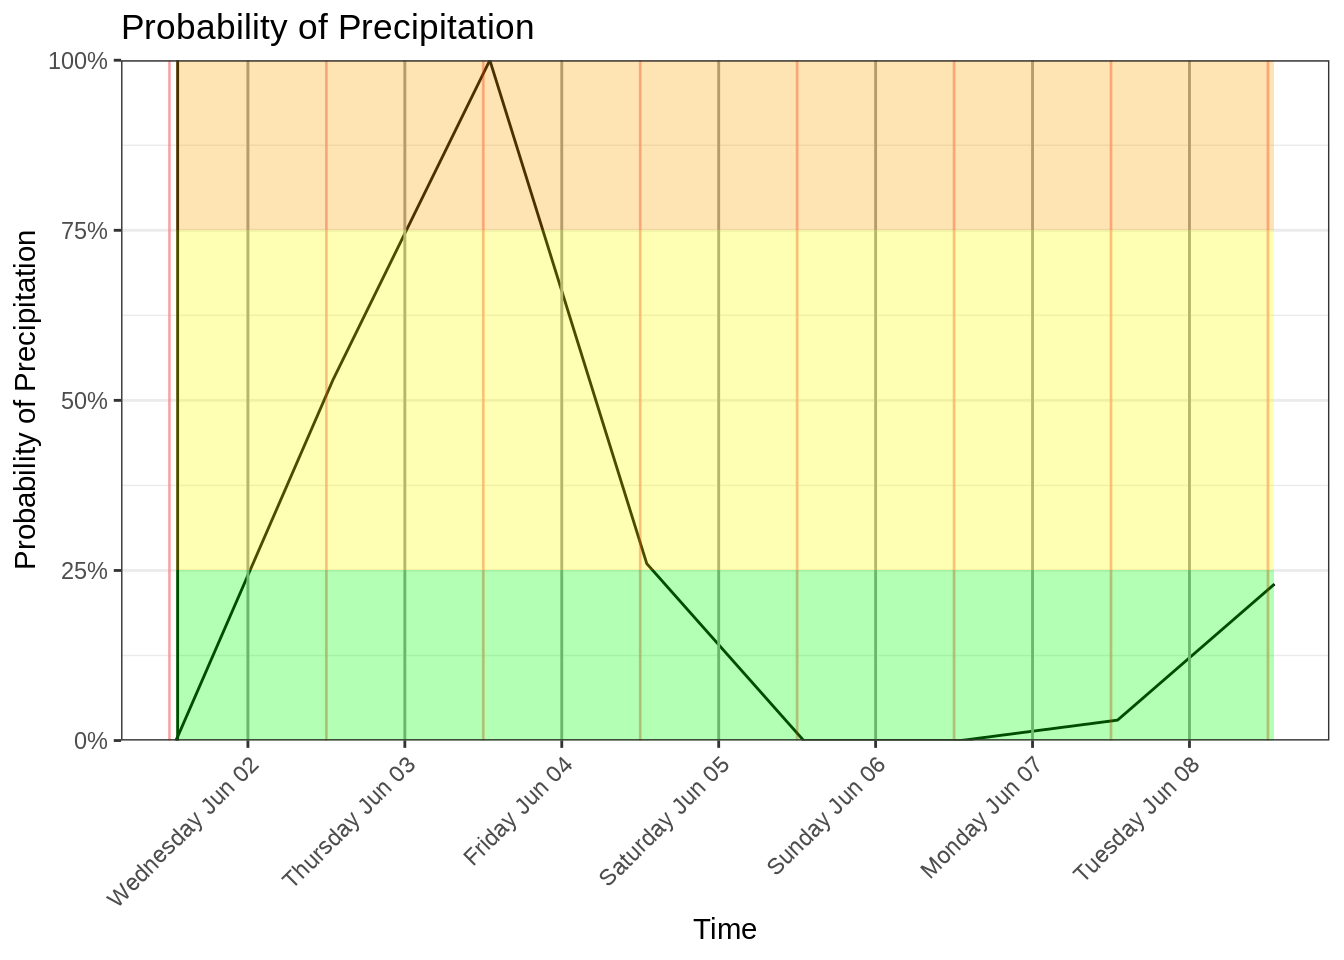 Probability of Precipitation
100%
75%
50%
25%
0%
Probability of Precipitation
Wednesday Jun 02
Thursday Jun 03
Friday Jun 04
Saturday Jun 05
Sunday Jun 06
Monday Jun 07
Tuesday Jun 08
Time